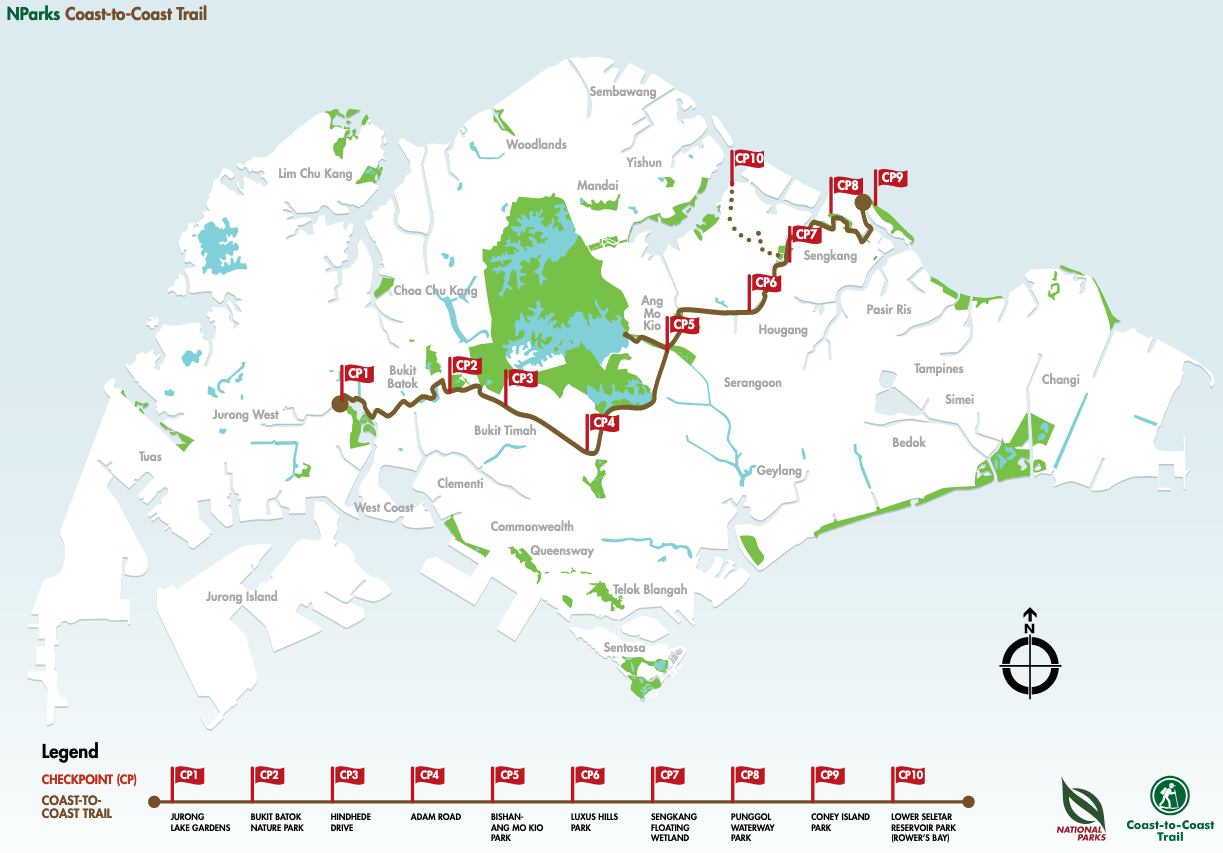 NParks Coast-to-Coast Trail
Sembawang
Woodlands
Yishun
CP10
Lim Chu Kang
Mandai
CP8
CP9
CP7
Sengkang
Choa Chu Kang
CP6
Ang
Mo
Kio
CP5
Pasir Ris
Hougang
CP1
Bukit
Batok
CP2
CP3
Serangoon
Tampines
Changi
Simei
Jurong West
CP4
Bukit Timah
Bedok
Tuas
Geylang
Clementi
West Coast
Commonwealth
Queensway
Telok Blangah
Jurong Island
Sentosa
N
Legend
CHECKPOINT (CP)
CP1
CP2
CP3
CP4
CP5
CP6
CP7
CP8
CP9
CP10
COAST-TO-
COAST TRAIL
JURONG
LAKE GARDENS
BUKIT BATOK
NATURE PARK
HINDHEDE
DRIVE
ADAM ROAD
BISHAN-
ANG MO KIO
PARK
LUXUS HILLS
PARK
SENGKANG
FLOATING
WETLAND
PUNGGOL
WATERWAY
PARK
CONEY ISLAND
PARK
LOWER SELETAR
RESERVOIR PARK
(ROWER'S BAY)
NATIONAL
PARKS
Coast-to-Coast
Trail